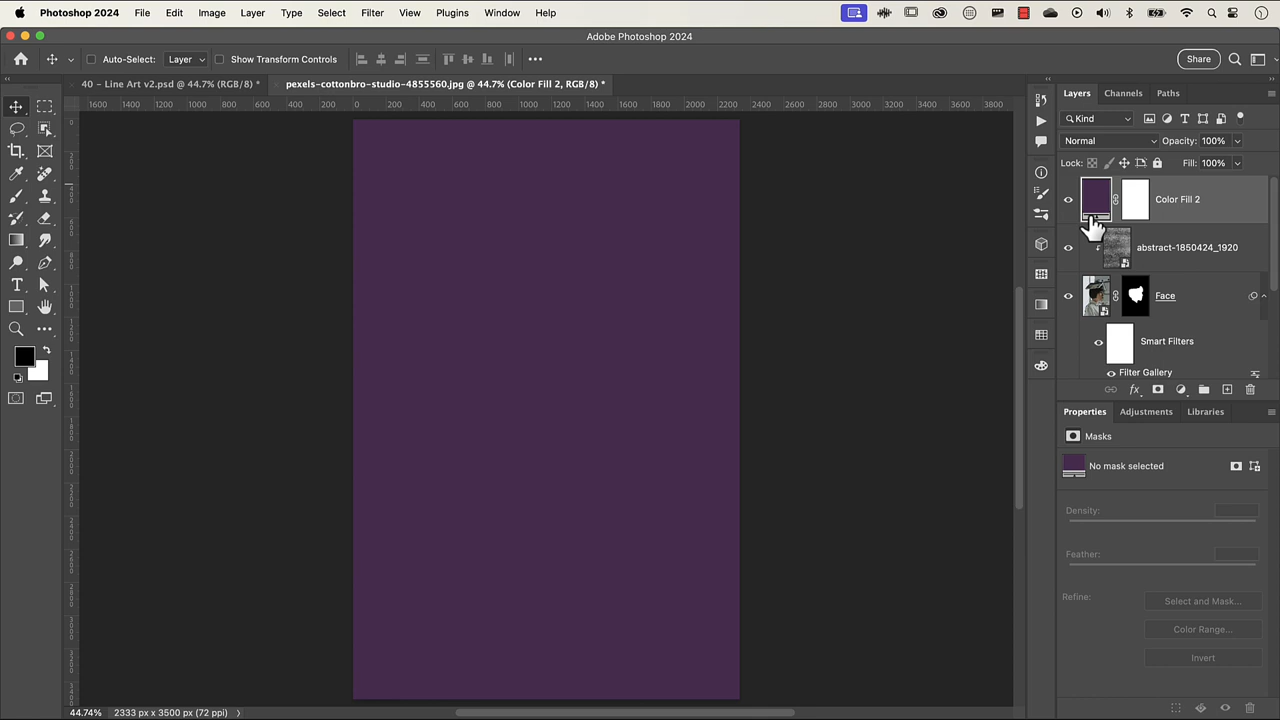 Photoshop 2024 File Edit Image Layer Type Select Filter View Plugins Window Help
Adobe Photoshop 2024
Auto-Select: Layer Show Transform Controls Share
40 – Line Art v2.psd @ 44.7% (RGB/8) * pexels-cottonbro-studio-4855560.jpg @ 44.7% (Color Fill 2, RGB/8) *
1600 1400 1200 1000 800 600 400 200 0 200 400 600 800 1000 1200 1400 1600 1800 2000 2200 2400 2600 2800 3000 3200 3400 3600 3800
Layers Channels Paths
Kind
Normal Opacity: 100%
Lock: Fill: 100%
Color Fill 2
abstract-1850424_1920
Face
Smart Filters
Filter Gallery
Properties Adjustments Libraries
Masks
No mask selected
Density:
Feather:
Refine: Select and Mask...
Color Range...
Invert
44.74% 2333 px x 3500 px (72 ppi)